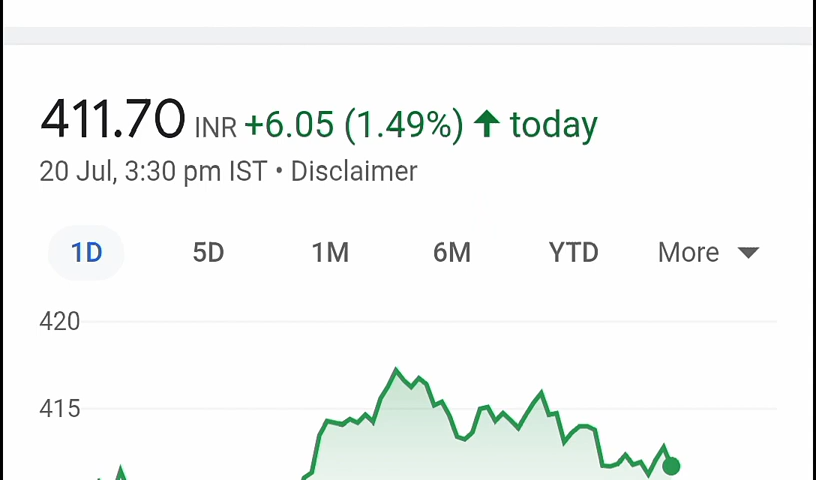 411.70 INR +6.05 (1.49%) ↑ today
20 Jul, 3:30 pm IST • Disclaimer
1D 5D 1M 6M YTD More
420
415